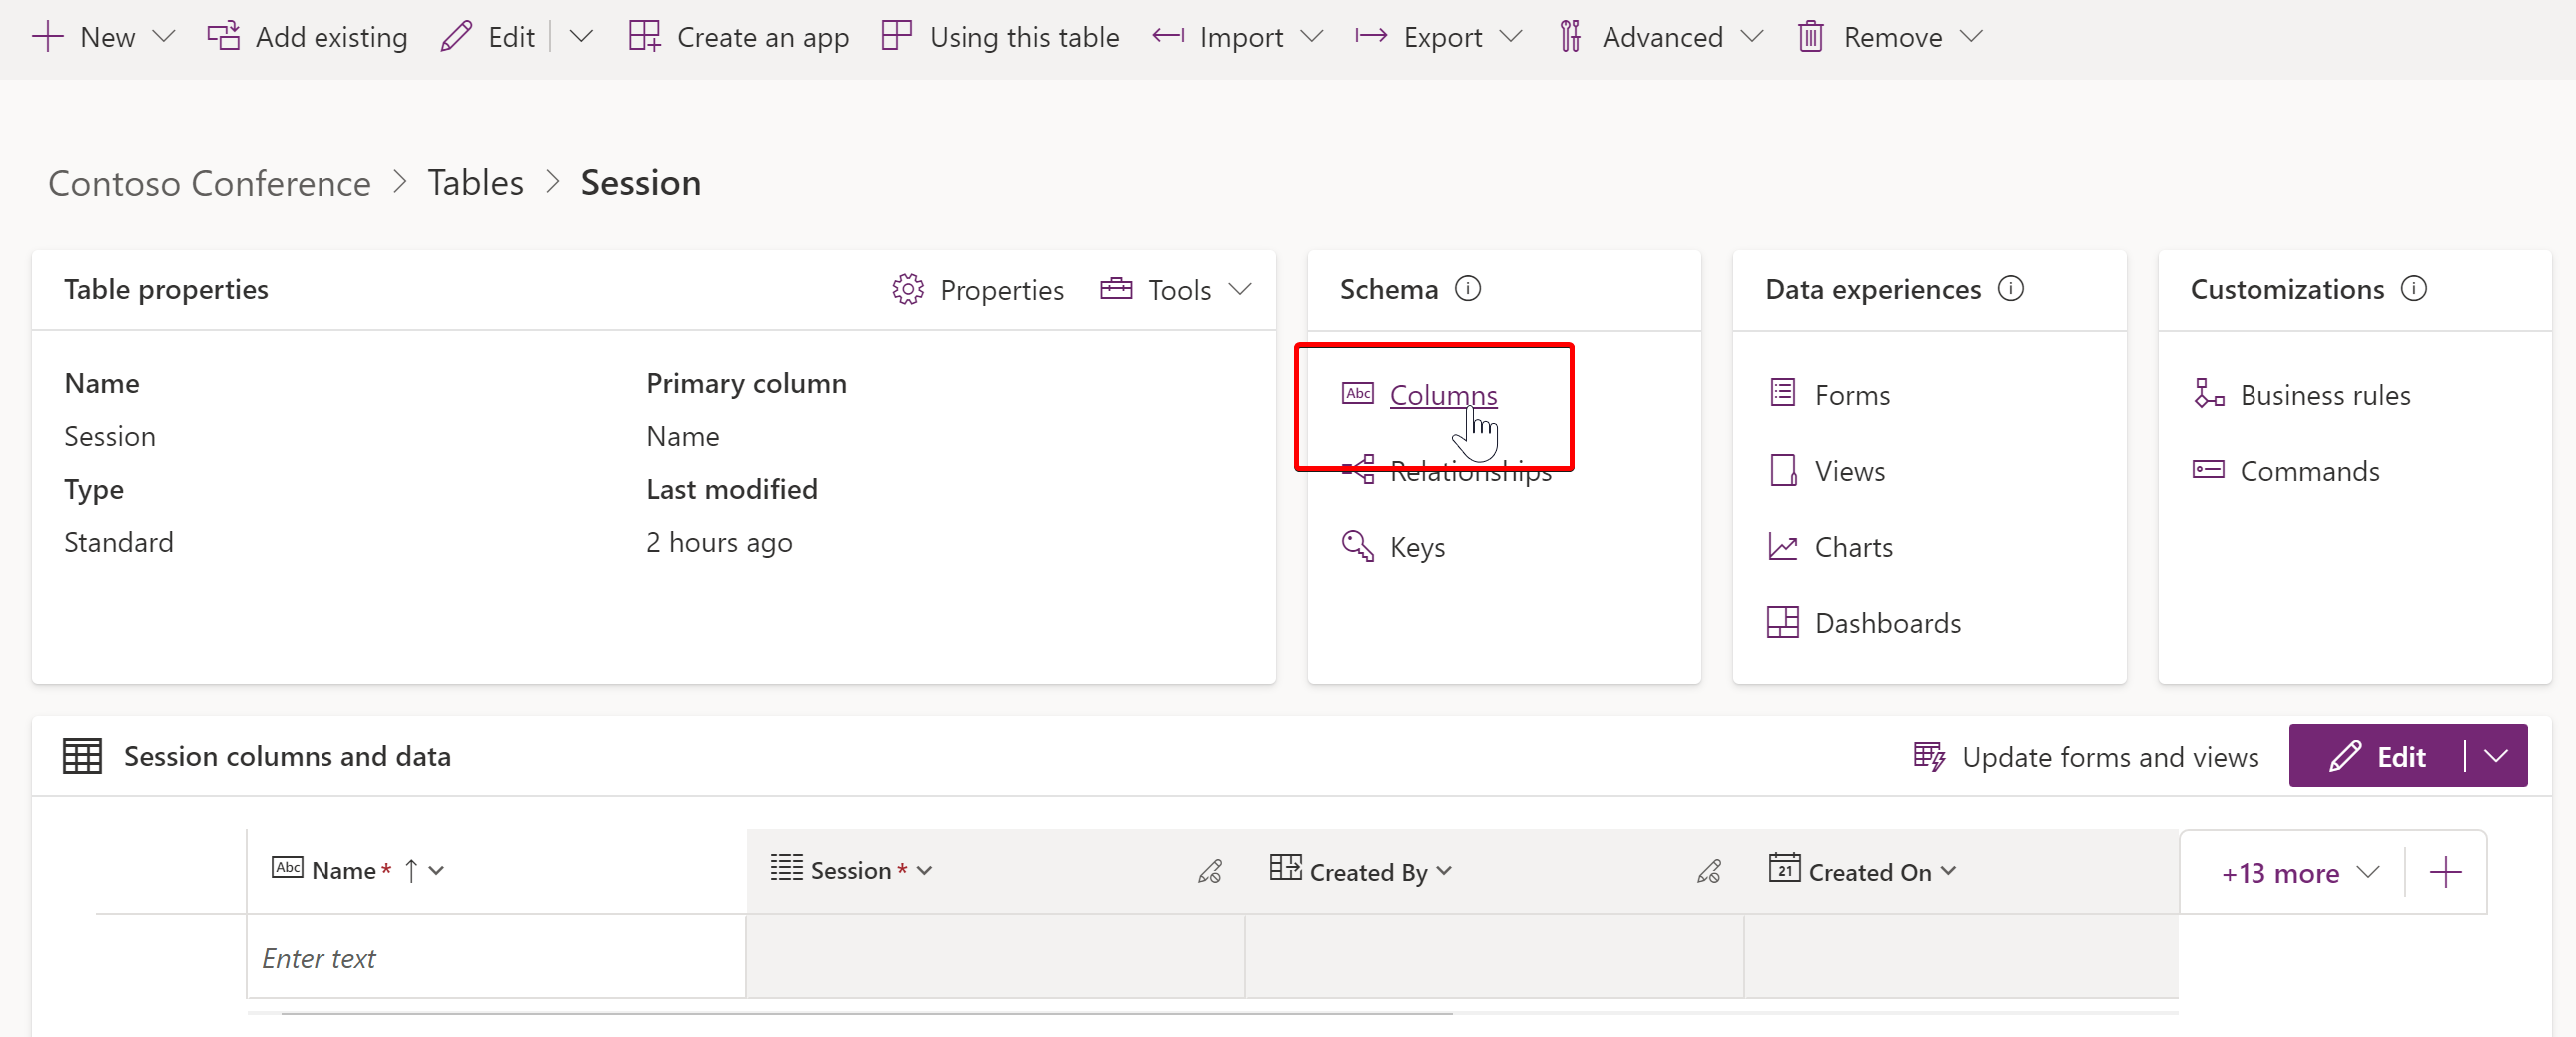 New Add existing Edit Create an app Using this table Import Export Advanced Remove
Contoso Conference > Tables > Session
Table properties Properties Tools
Name Primary column
Session Name
Type Last modified
Standard 2 hours ago
Schema
Abc Columns
Relationships
Keys
Data experiences
Forms
Views
Charts
Dashboards
Customizations
Business rules
Commands
Session columns and data Update forms and views Edit
Abc Name * ↑ Session * Created By 21 Created On +13 more
Enter text